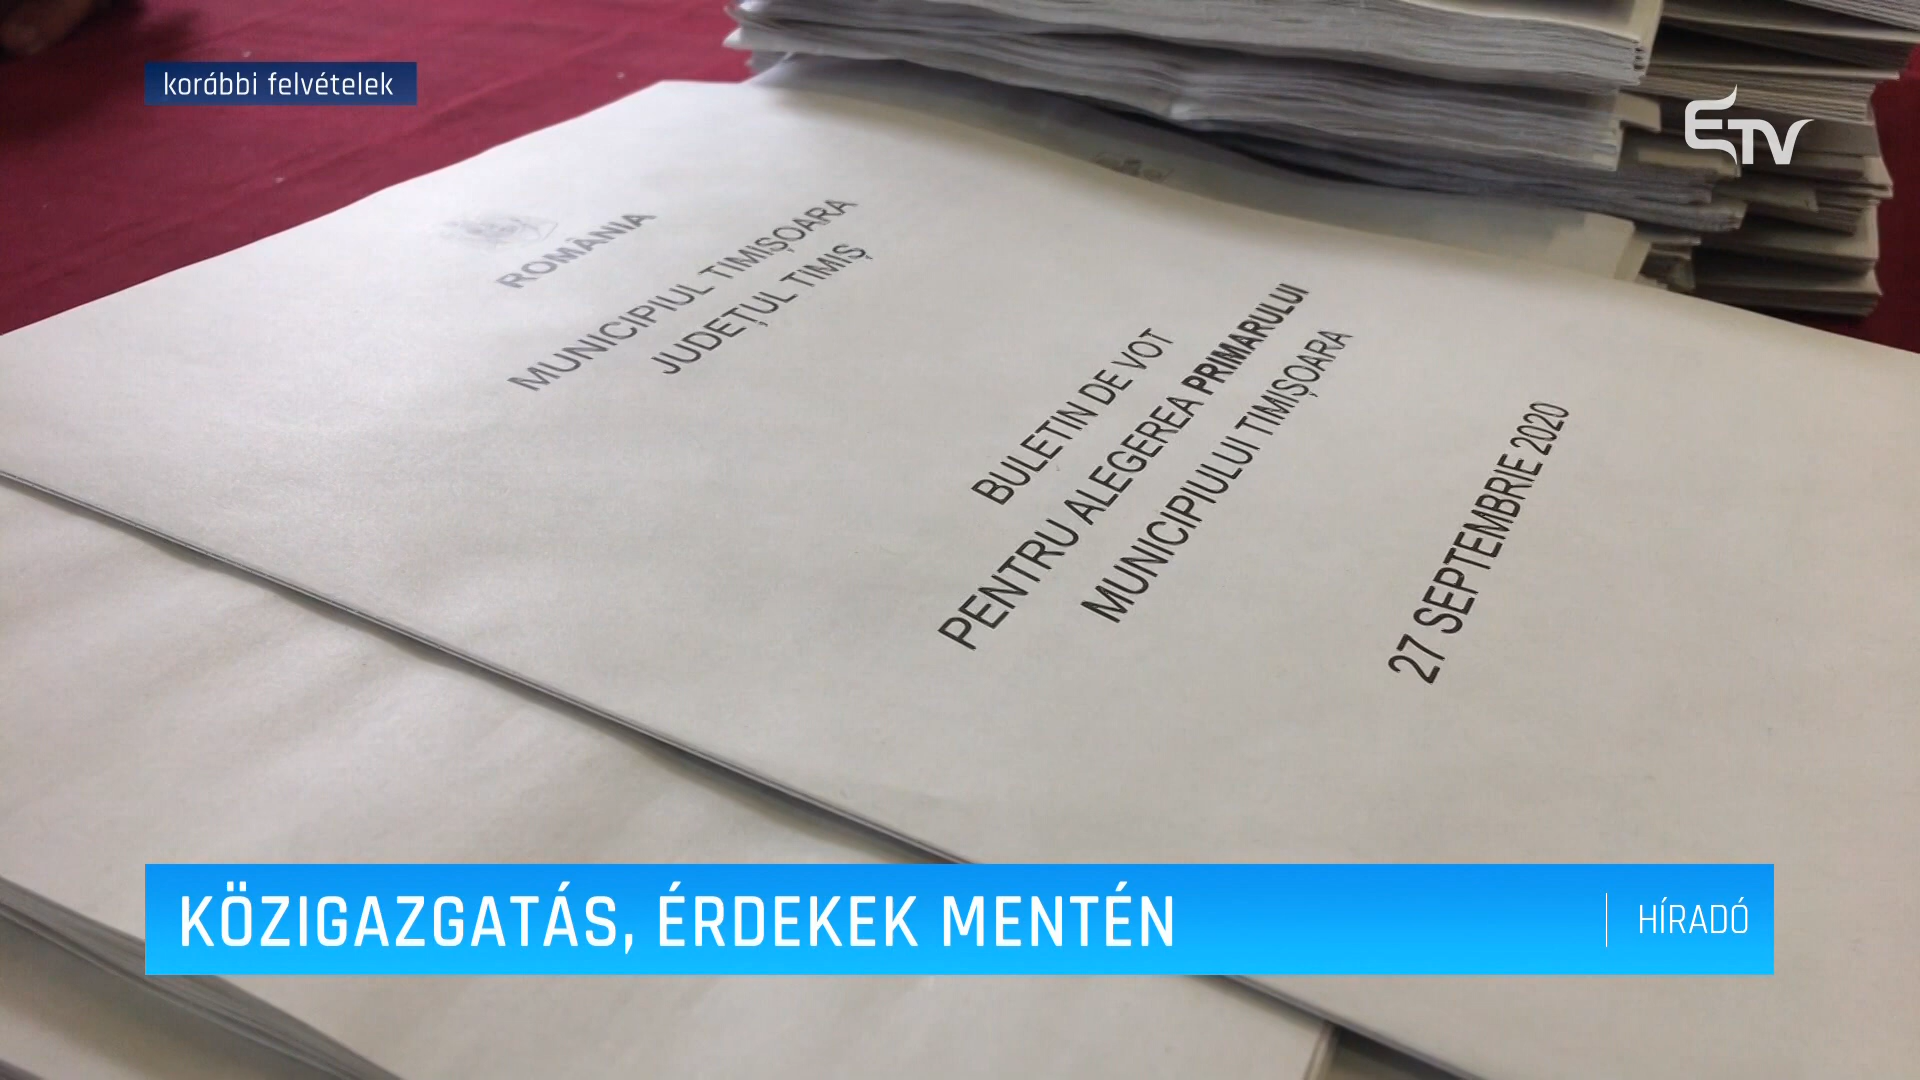 korábbi felvételek
ETV
ROMÂNIA
MUNICIPIUL TIMIȘOARA
JUDEȚUL TIMIȘ
BULETIN DE VOT
PENTRU ALEGEREA PRIMARULUI
MUNICIPIULUI TIMIȘOARA
27 SEPTEMBRIE 2020
KÖZIGAZGATÁS, ÉRDEKEK MENTÉN
HÍRADÓ